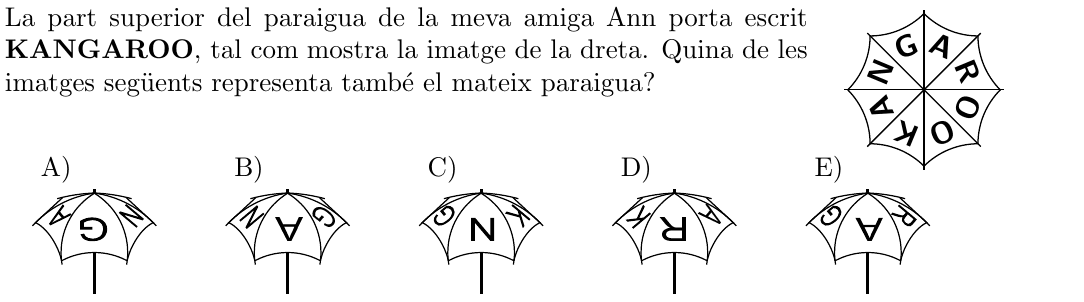 La part superior del paraigua de la meva amiga Ann porta escrit
KANGAROO, tal com mostra la imatge de la dreta. Quina de les
imatges següents representa també el mateix paraigua?
K A N G A R O O
A) B) C) D) E)
A G N
N A G
G N K
K R A
G A R